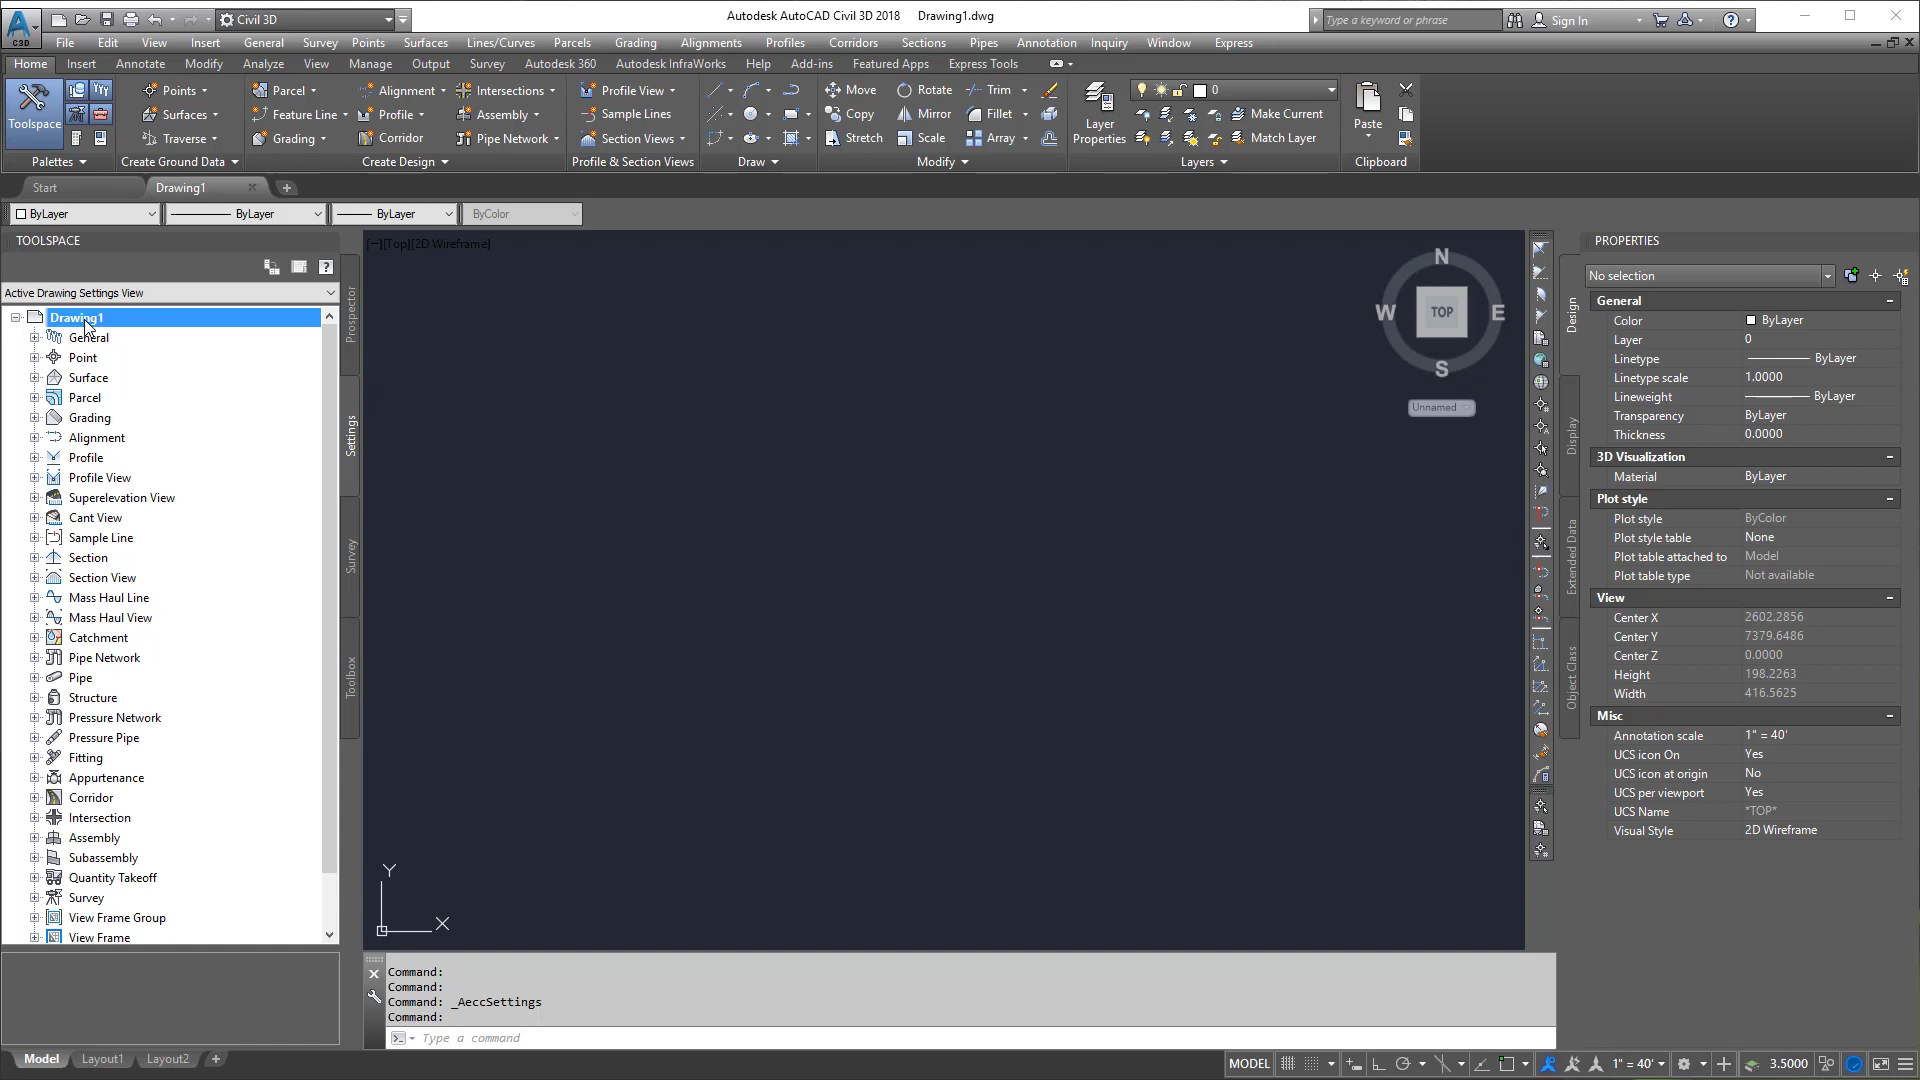 Civil 3D
Autodesk AutoCAD Civil 3D 2018 Drawing1.dwg
Type a keyword or phrase
Sign In
C3D
File Edit View Insert General Survey Points Surfaces Lines/Curves Parcels Grading Alignments Profiles Corridors Sections Pipes Annotation Inquiry Window Express
Home Insert Annotate Modify Analyze View Manage Output Survey Autodesk 360 Autodesk InfraWorks Help Add-ins Featured Apps Express Tools
Toolspace
Points
Surfaces
Traverse
Parcel
Feature Line
Grading
Alignment
Profile
Corridor
Intersections
Assembly
Pipe Network
Profile View
Sample Lines
Section Views
Move
Copy
Stretch
Rotate
Mirror
Scale
Trim
Fillet
Array
Layer
Properties
0
Make Current
Match Layer
Paste
Palettes Create Ground Data Create Design Profile & Section Views Draw Modify Layers Clipboard
Start Drawing1
ByLayer ByLayer ByLayer ByColor
TOOLSPACE
Active Drawing Settings View
Drawing1
General
Point
Surface
Parcel
Grading
Alignment
Profile
Profile View
Superelevation View
Cant View
Sample Line
Section
Section View
Mass Haul Line
Mass Haul View
Catchment
Pipe Network
Pipe
Structure
Pressure Network
Pressure Pipe
Fitting
Appurtenance
Corridor
Intersection
Assembly
Subassembly
Quantity Takeoff
Survey
View Frame Group
View Frame
Prospector
Settings
Survey
Toolbox
[−][Top][2D Wireframe]
N
W TOP E
S
Unnamed
Y
X
Command:
Command:
Command: _AeccSettings
Command:
Type a command
PROPERTIES
No selection
Design
Display
Extended Data
Object Class
General
Color ByLayer
Layer 0
Linetype ByLayer
Linetype scale 1.0000
Lineweight ByLayer
Transparency ByLayer
Thickness 0.0000
3D Visualization
Material ByLayer
Plot style
Plot style ByColor
Plot style table None
Plot table attached to Model
Plot table type Not available
View
Center X 2602.2856
Center Y 7379.6486
Center Z 0.0000
Height 198.2263
Width 416.5625
Misc
Annotation scale 1" = 40'
UCS icon On Yes
UCS icon at origin No
UCS per viewport Yes
UCS Name *TOP*
Visual Style 2D Wireframe
Model Layout1 Layout2
MODEL 1" = 40' 3.5000